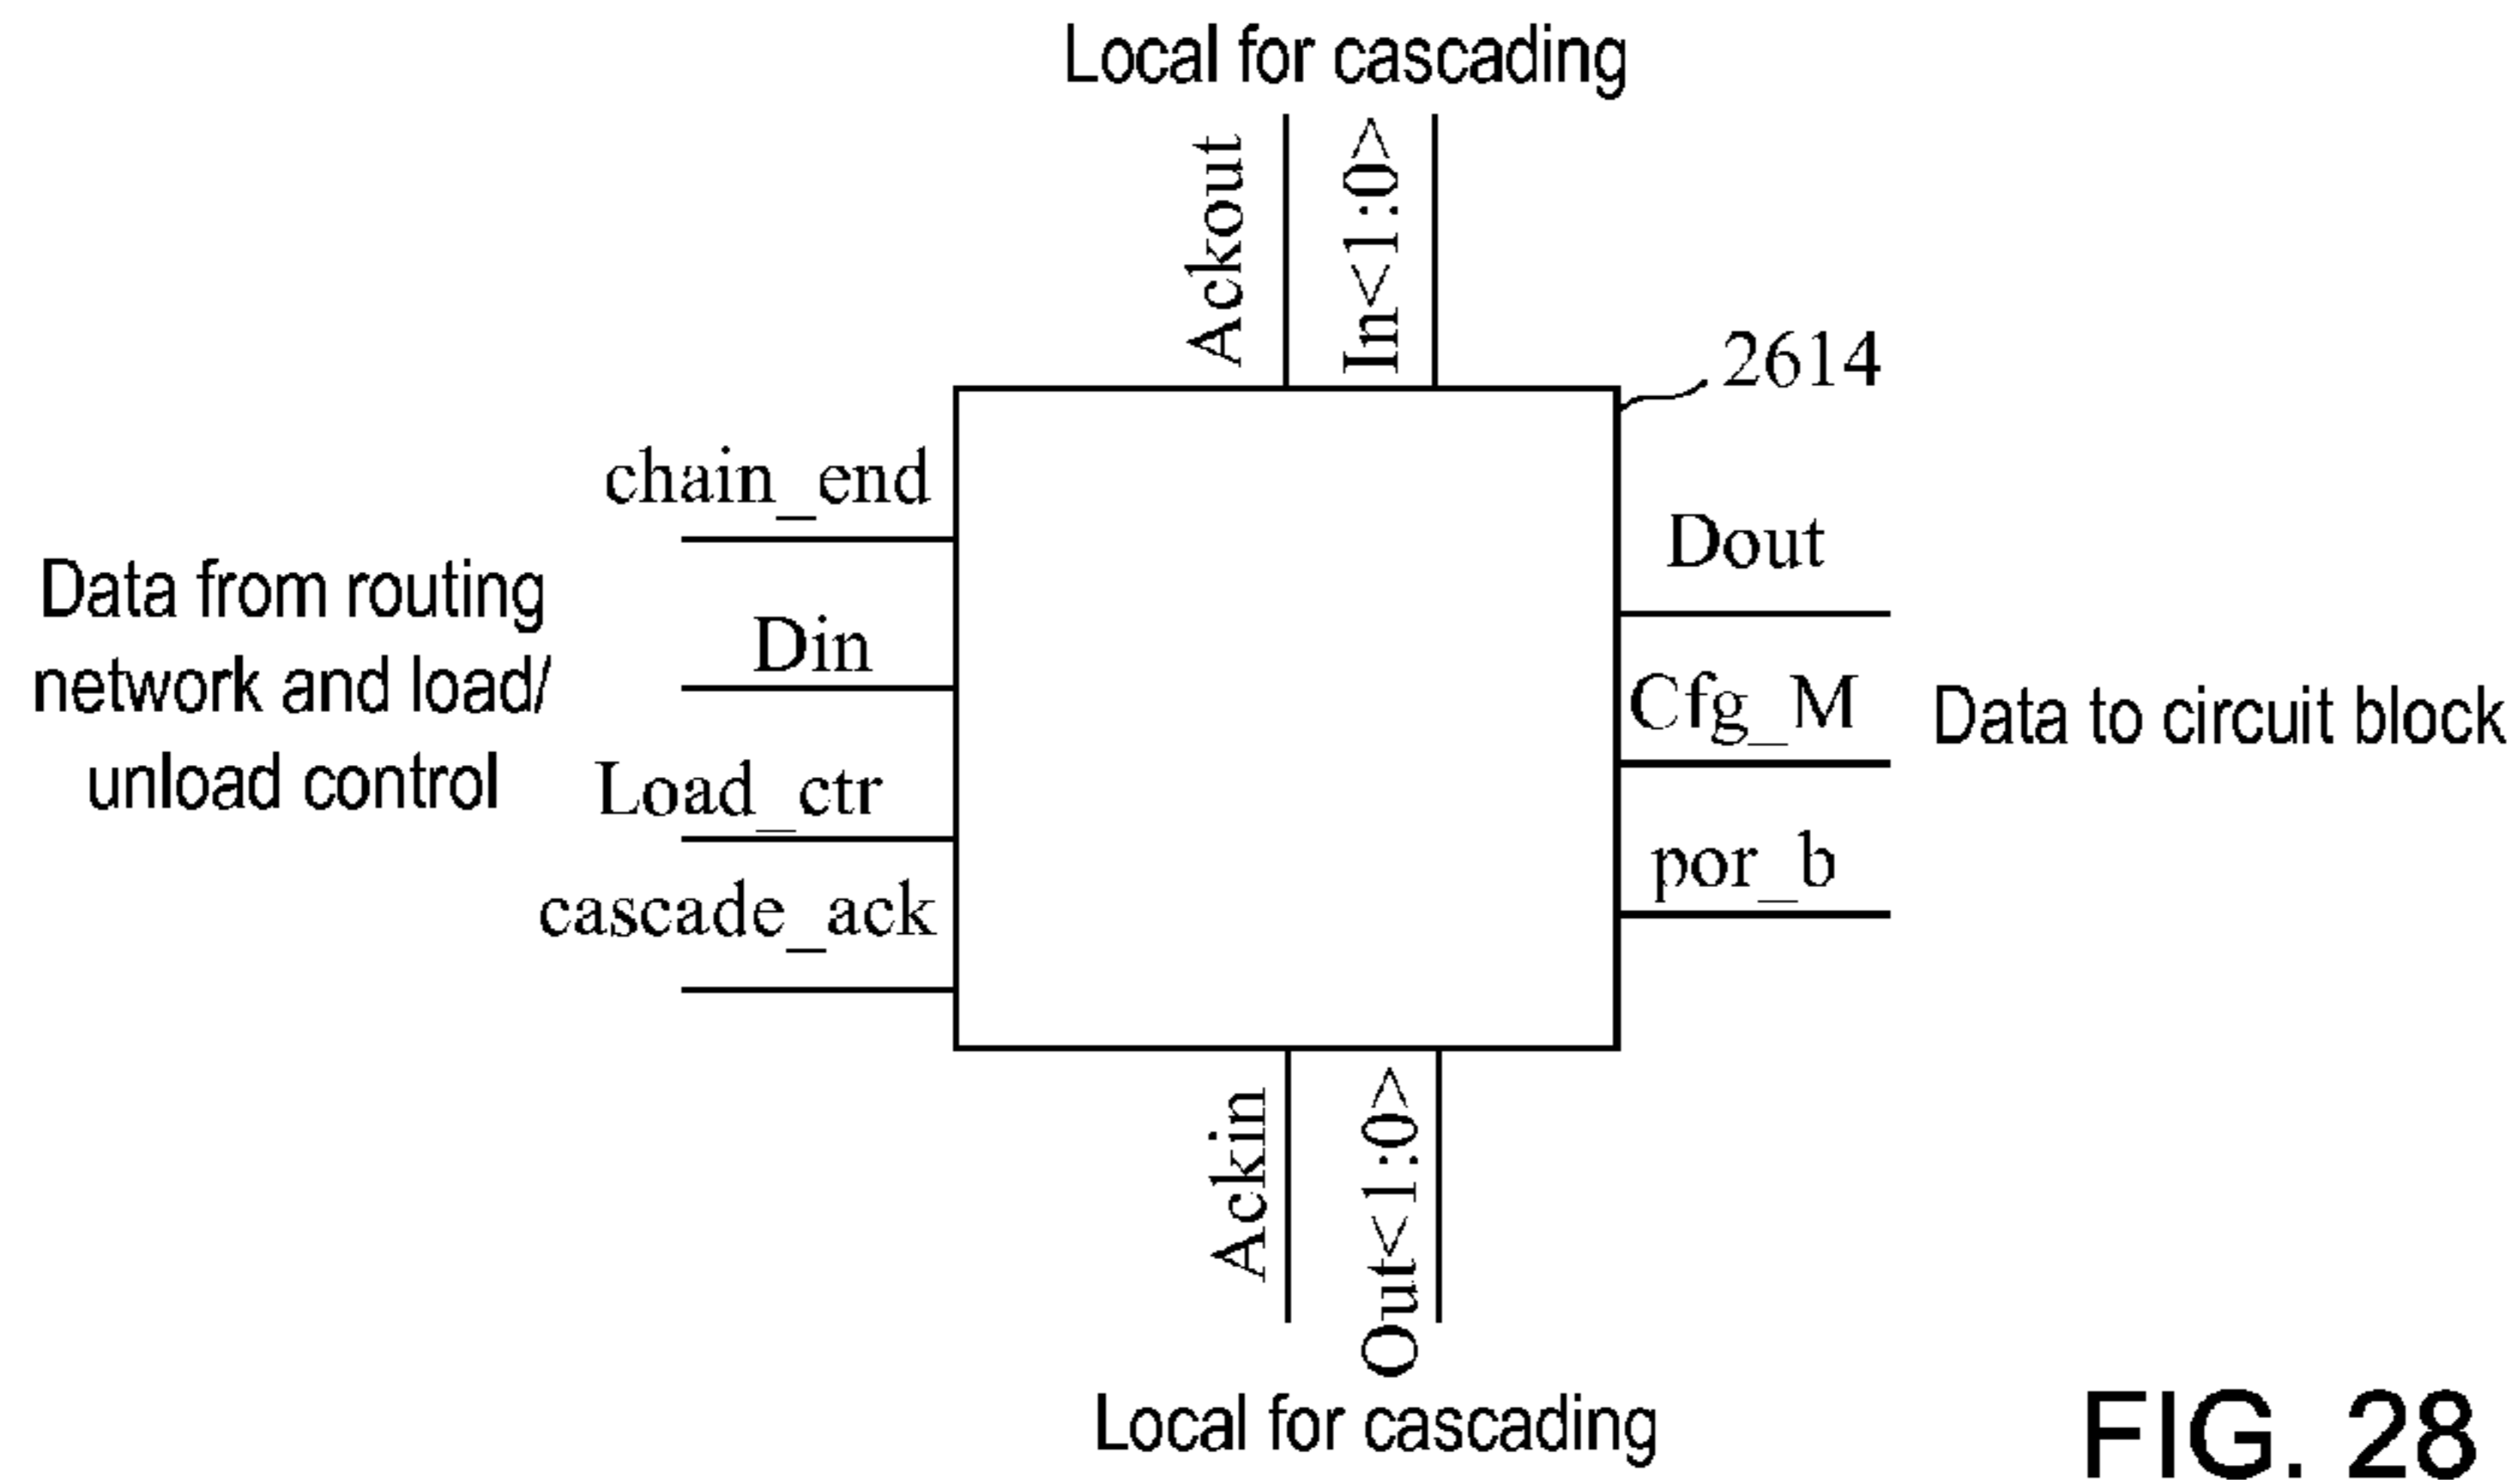 Local for cascading
Ackout
In<1:0>
2614
chain_end
Dout
Data from routing
network and load/
unload control
Din
Cfg_M
Data to circuit block
Load_ctr
por_b
cascade_ack
Ackin
Out<1:0>
Local for cascading
FIG. 28